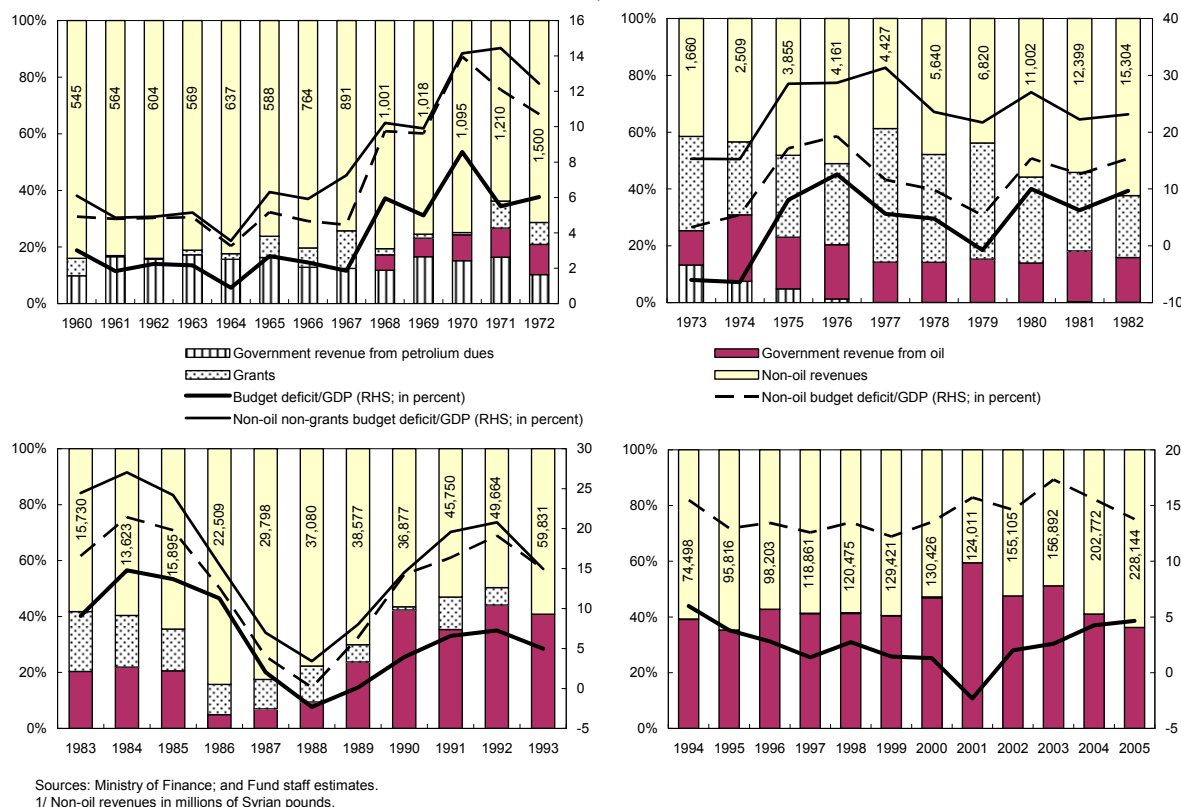 100% 16
80% 14
12
60% 10
8
40% 6
20% 4
2
0% 0
545 564 604 569 637 588 764 891 1,001 1,018 1,095 1,210 1,500
1960 1961 1962 1963 1964 1965 1966 1967 1968 1969 1970 1971 1972
100% 40
80% 30
60% 20
40% 10
20% 0
0% -10
1,660 2,509 3,855 4,161 4,427 5,640 6,820 11,002 12,399 15,304
1973 1974 1975 1976 1977 1978 1979 1980 1981 1982
Government revenue from petrolium dues
Grants
Budget deficit/GDP (RHS; in percent)
Non-oil non-grants budget deficit/GDP (RHS; in percent)
Government revenue from oil
Non-oil revenues
Non-oil budget deficit/GDP (RHS; in percent)
100% 30
80% 25
20
60% 15
40% 10
5
20% 0
0% -5
15,730 13,623 15,895 22,509 29,798 37,080 38,577 36,877 45,750 49,664 59,831
1983 1984 1985 1986 1987 1988 1989 1990 1991 1992 1993
100% 20
80% 15
60% 10
40% 5
20% 0
0% -5
74,498 95,816 98,203 118,861 120,475 129,421 130,426 124,011 155,105 156,892 202,772 228,144
1994 1995 1996 1997 1998 1999 2000 2001 2002 2003 2004 2005
Sources: Ministry of Finance; and Fund staff estimates.
1/ Non-oil revenues in millions of Syrian pounds.